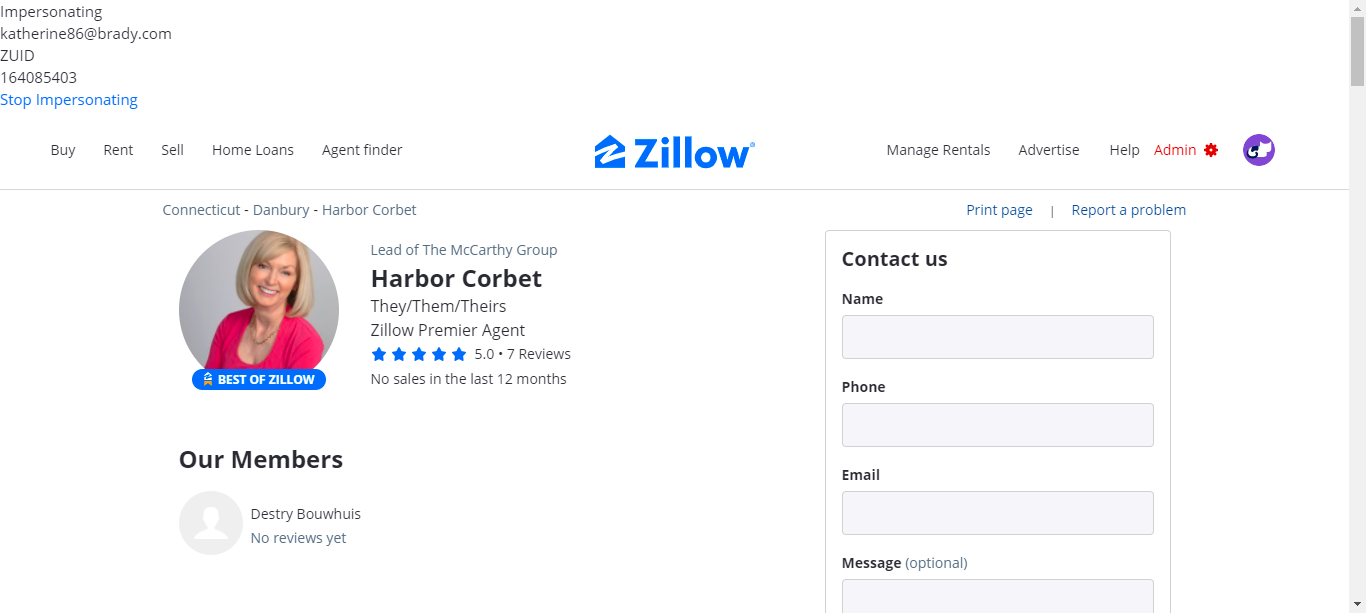 Impersonating
katherine86@brady.com
ZUID
164085403
Stop Impersonating
Buy Rent Sell Home Loans Agent finder Zillow Manage Rentals Advertise Help Admin
Connecticut - Danbury - Harbor Corbet
Print page | Report a problem
BEST OF ZILLOW
Lead of The McCarthy Group
Harbor Corbet
They/Them/Theirs
Zillow Premier Agent
5.0 • 7 Reviews
No sales in the last 12 months
Our Members
Destry Bouwhuis
No reviews yet
Contact us
Name
Phone
Email
Message (optional)